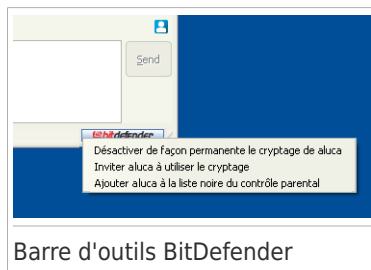 Send
bitdefender
Désactiver de façon permanente le cryptage de aluca
Inviter aluca à utiliser le cryptage
Ajouter aluca à la liste noire du contrôle parental
Barre d'outils BitDefender